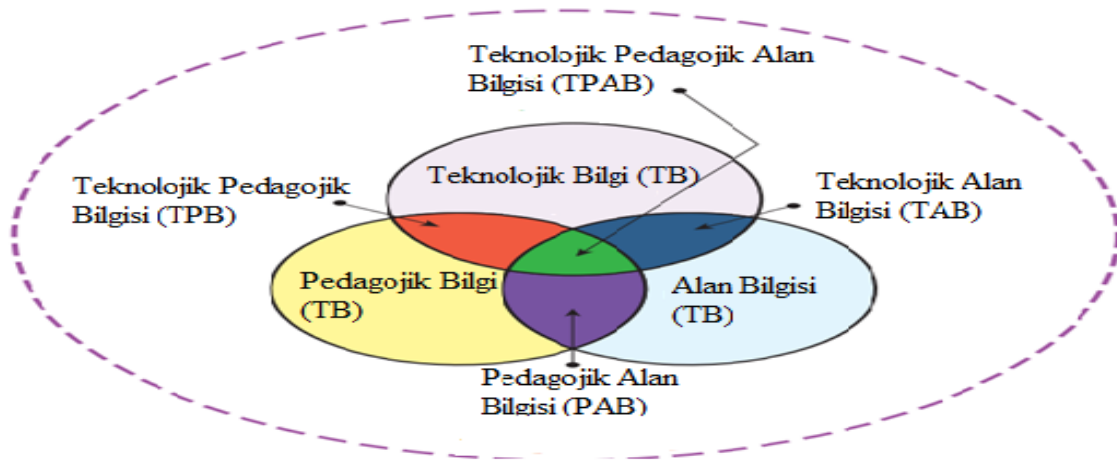 Teknolojik Pedagojik Alan
Bilgisi (TPAB)
Teknolojik Bilgi (TB)
Teknolojik Pedagojik
Bilgisi (TPB)
Teknolojik Alan
Bilgisi (TAB)
Pedagojik Bilgi
(TB)
Alan Bilgisi
(TB)
Pedagojik Alan
Bilgisi (PAB)